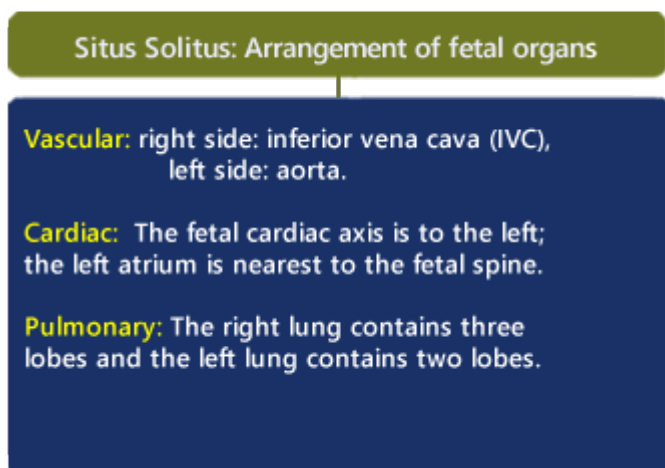 Situs Solitus: Arrangement of fetal organs
Vascular: right side: inferior vena cava (IVC),
left side: aorta.
Cardiac: The fetal cardiac axis is to the left;
the left atrium is nearest to the fetal spine.
Pulmonary: The right lung contains three
lobes and the left lung contains two lobes.